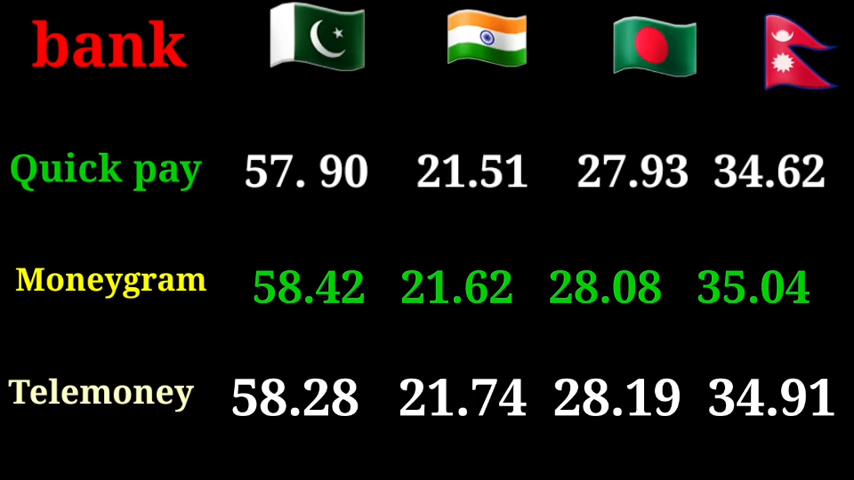 bank
Quick pay 57. 90 21.51 27.93 34.62
Moneygram 58.42 21.62 28.08 35.04
Telemoney 58.28 21.74 28.19 34.91